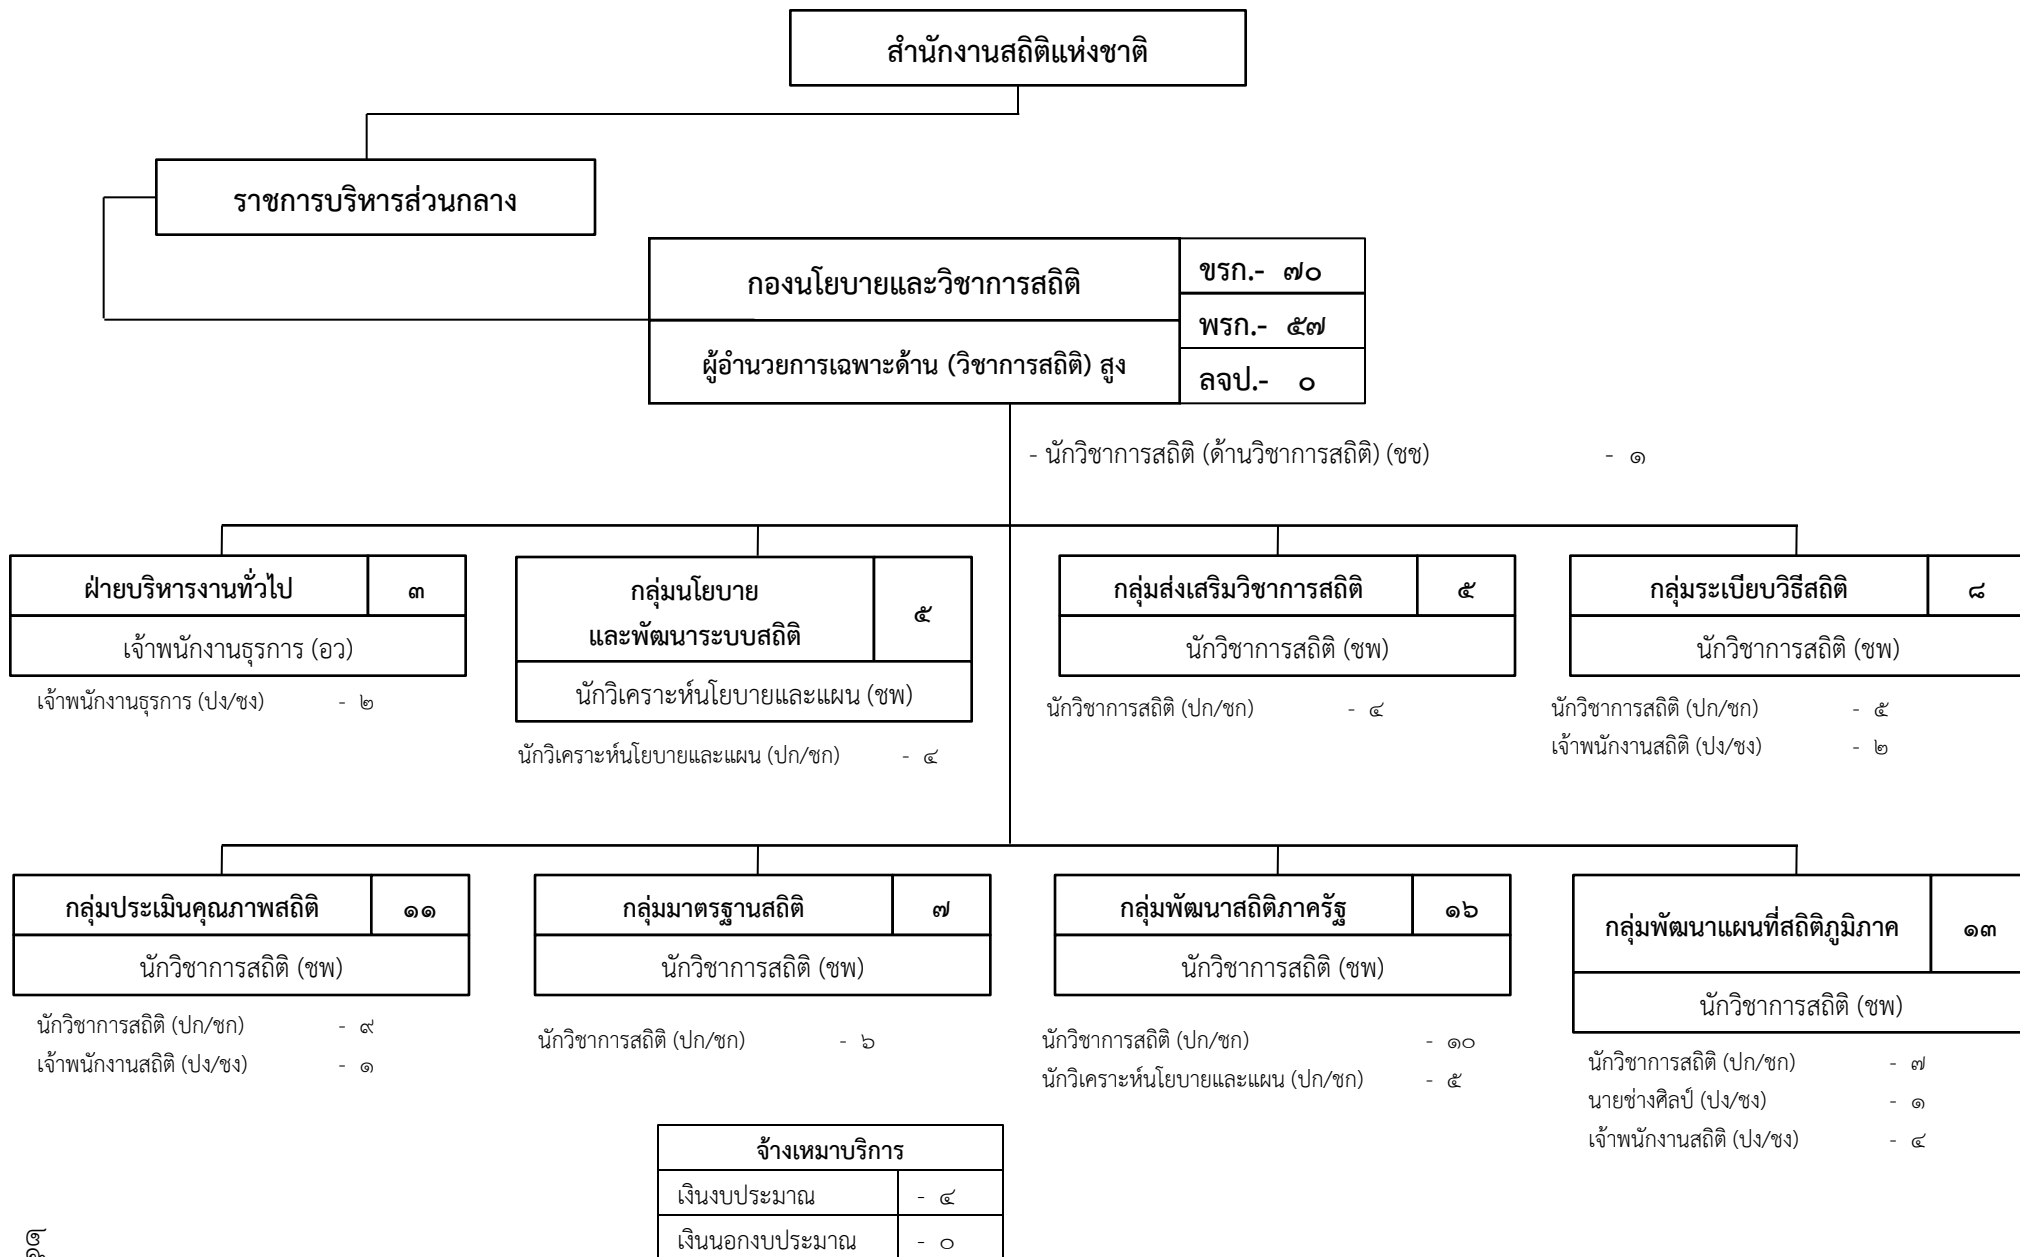 สำนักงานสถิติแห่งชาติ
ราชการบริหารส่วนกลาง
กองนโยบายและวิชาการสถิติ
ผู้อำนวยการเฉพาะด้าน (วิชาการสถิติ) สูง
ขรก.- ๗๐
พรก.- ๕๗
ลจป.- ๐
- นักวิชาการสถิติ (ด้านวิชาการสถิติ) (ชช) - ๑
ฝ่ายบริหารงานทั่วไป ๓
เจ้าพนักงานธุรการ (อว)
เจ้าพนักงานธุรการ (ปง/ชง) - ๒
กลุ่มนโยบาย
และพัฒนาระบบสถิติ ๕
นักวิเคราะห์นโยบายและแผน (ชพ)
นักวิเคราะห์นโยบายและแผน (ปก/ชก) - ๔
กลุ่มส่งเสริมวิชาการสถิติ ๕
นักวิชาการสถิติ (ชพ)
นักวิชาการสถิติ (ปก/ชก) - ๔
กลุ่มระเบียบวิธีสถิติ ๘
นักวิชาการสถิติ (ชพ)
นักวิชาการสถิติ (ปก/ชก) - ๕
เจ้าพนักงานสถิติ (ปง/ชง) - ๒
กลุ่มประเมินคุณภาพสถิติ ๑๑
นักวิชาการสถิติ (ชพ)
นักวิชาการสถิติ (ปก/ชก) - ๙
เจ้าพนักงานสถิติ (ปง/ชง) - ๑
กลุ่มมาตรฐานสถิติ ๗
นักวิชาการสถิติ (ชพ)
นักวิชาการสถิติ (ปก/ชก) - ๖
กลุ่มพัฒนาสถิติภาครัฐ ๑๖
นักวิชาการสถิติ (ชพ)
นักวิชาการสถิติ (ปก/ชก) - ๑๐
นักวิเคราะห์นโยบายและแผน (ปก/ชก) - ๕
กลุ่มพัฒนาแผนที่สถิติภูมิภาค ๑๓
นักวิชาการสถิติ (ชพ)
นักวิชาการสถิติ (ปก/ชก) - ๗
นายช่างศิลป์ (ปง/ชง) - ๑
เจ้าพนักงานสถิติ (ปง/ชง) - ๔
จ้างเหมาบริการ
เงินงบประมาณ - ๔
เงินนอกงบประมาณ - ๐